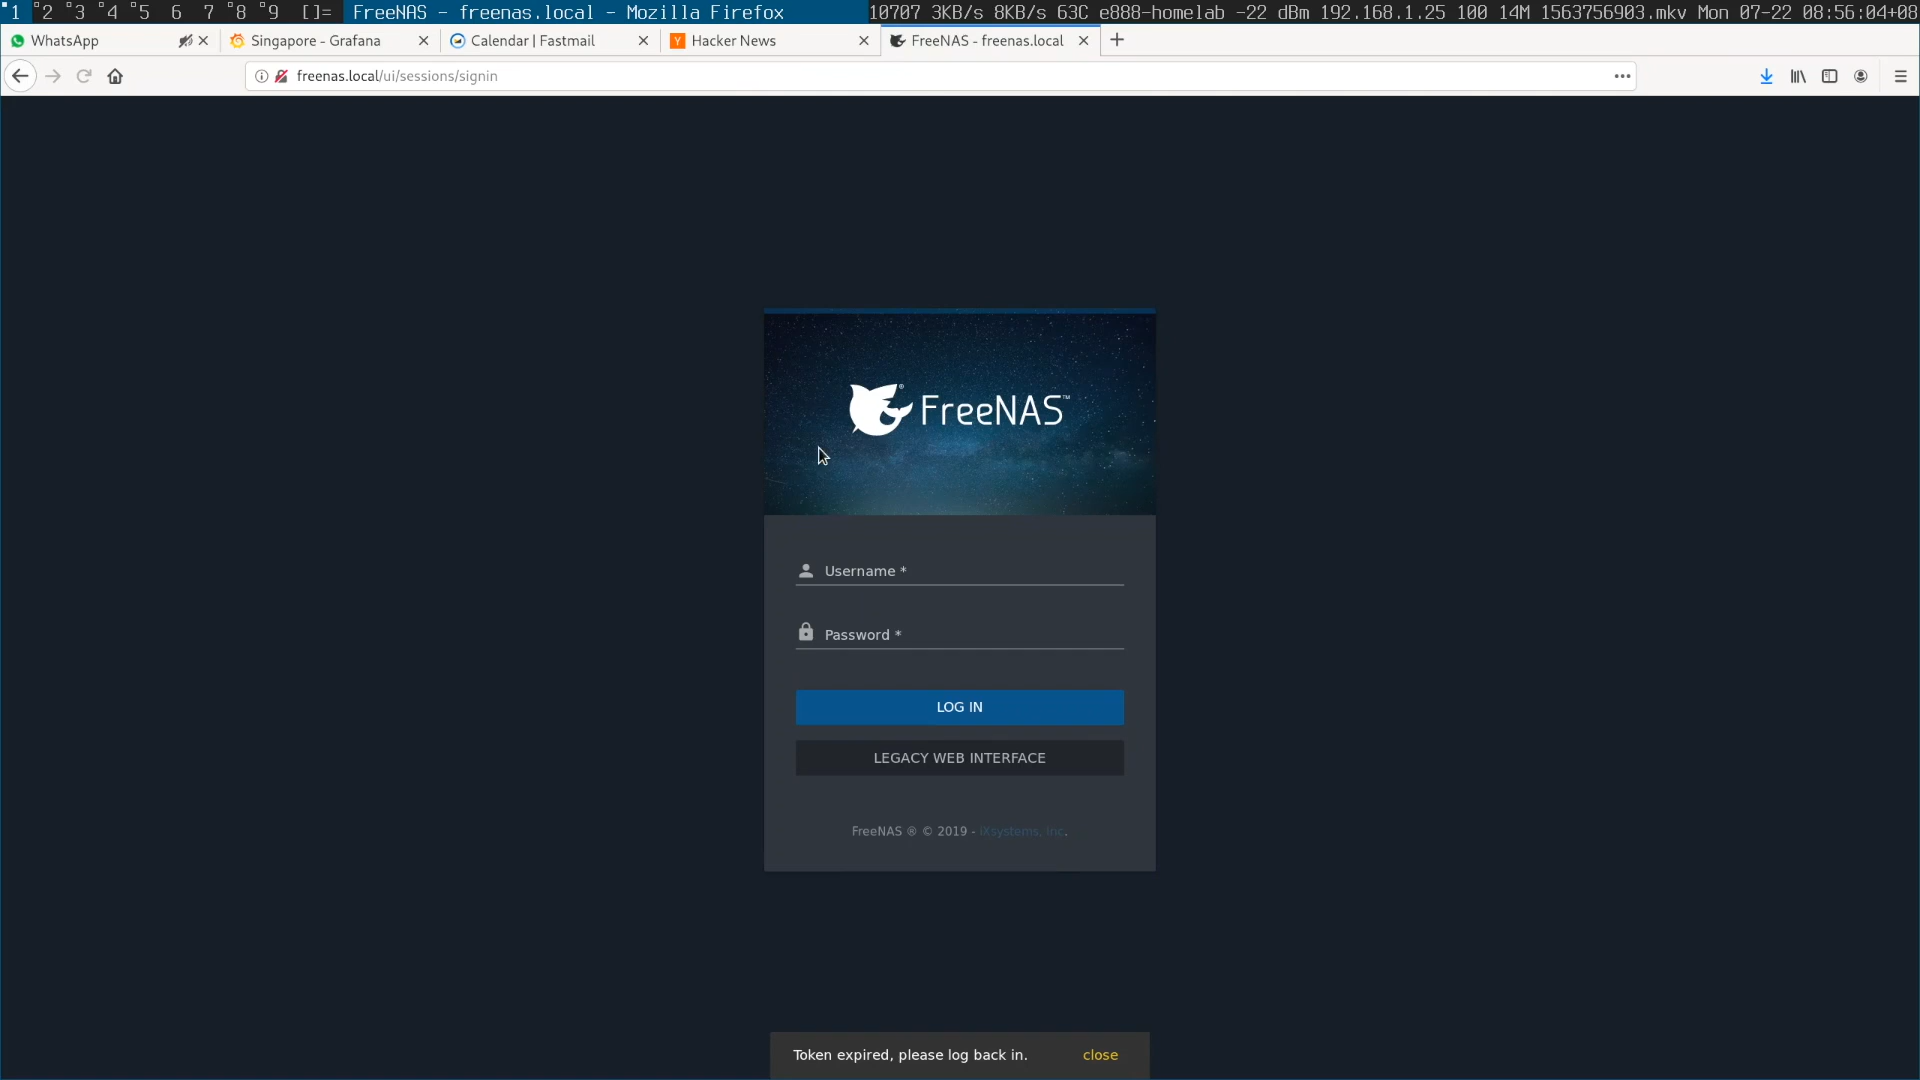 1 2 3 4 5 6 7 8 9 []= FreeNAS - freenas.local - Mozilla Firefox 10707 3KB/s 8KB/s 63C e888-homelab -22 dBm 192.168.1.25 100 14M 1563756903.mkv Mon 07-22 08:56:04+08
WhatsApp Singapore - Grafana Calendar | Fastmail Hacker News FreeNAS - freenas.local
freenas.local/ui/sessions/signin
FreeNAS™
Username *
Password *
LOG IN
LEGACY WEB INTERFACE
FreeNAS ® © 2019 - iXsystems, Inc.
Token expired, please log back in. close